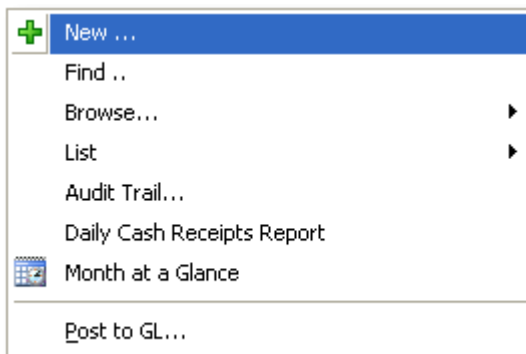 New ...
Find ..
Browse...
List
Audit Trail...
Daily Cash Receipts Report
Month at a Glance
Post to GL...